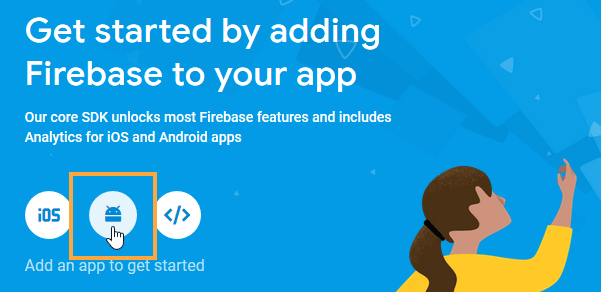 Get started by adding
Firebase to your app
Our core SDK unlocks most Firebase features and includes
Analytics for iOS and Android apps
iOS </>
Add an app to get started